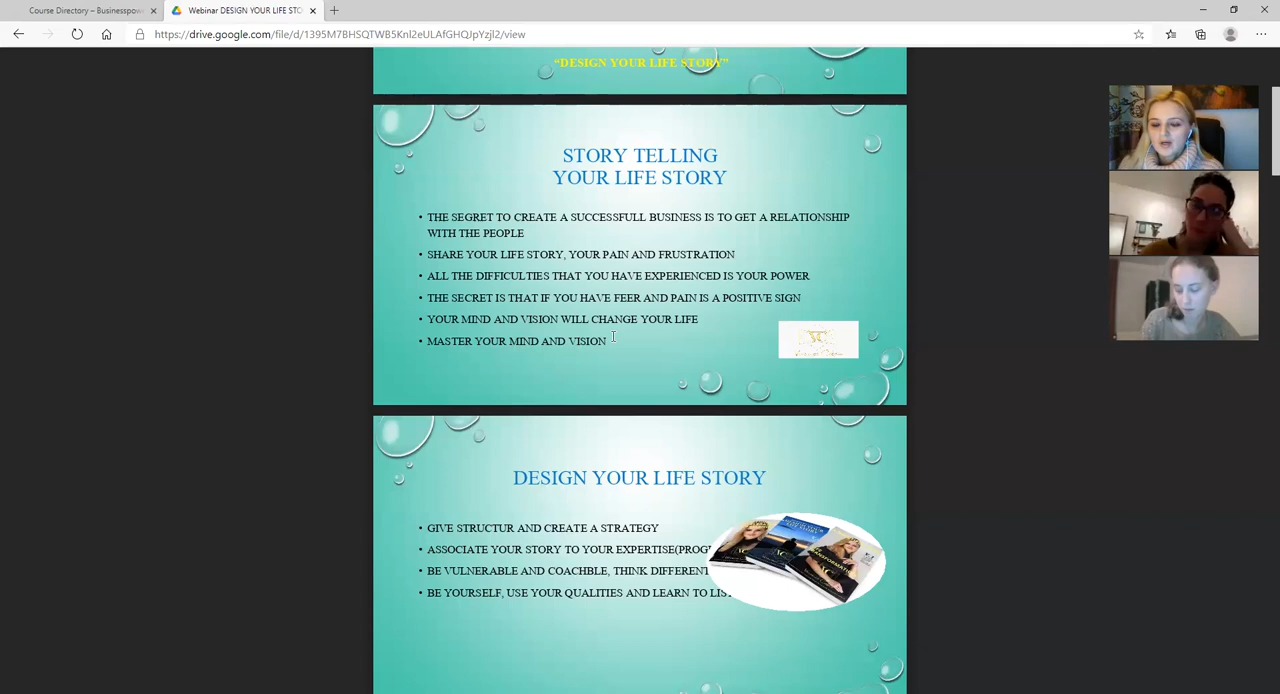 Course Directory – Businesspow
Webinar DESIGN YOUR LIFE STO
https://drive.google.com/file/d/1395M7BHSQTWB5KnI2eULAfGHQJpYzjl2/view
“DESIGN YOUR LIFE STORY”
STORY TELLING
YOUR LIFE STORY
• THE SEGRET TO CREATE A SUCCESSFULL BUSINESS IS TO GET A RELATIONSHIP
WITH THE PEOPLE
• SHARE YOUR LIFE STORY, YOUR PAIN AND FRUSTRATION
• ALL THE DIFFICULTIES THAT YOU HAVE EXPERIENCED IS YOUR POWER
• THE SECRET IS THAT IF YOU HAVE FEER AND PAIN IS A POSITIVE SIGN
• YOUR MIND AND VISION WILL CHANGE YOUR LIFE
• MASTER YOUR MIND AND VISION
DESIGN YOUR LIFE STORY
• GIVE STRUCTUR AND CREATE A STRATEGY
• ASSOCIATE YOUR STORY TO YOUR EXPERTISE(PROG
• BE VULNERABLE AND COACHBLE, THINK DIFFERENT
• BE YOURSELF, USE YOUR QUALITIES AND LEARN TO LIS